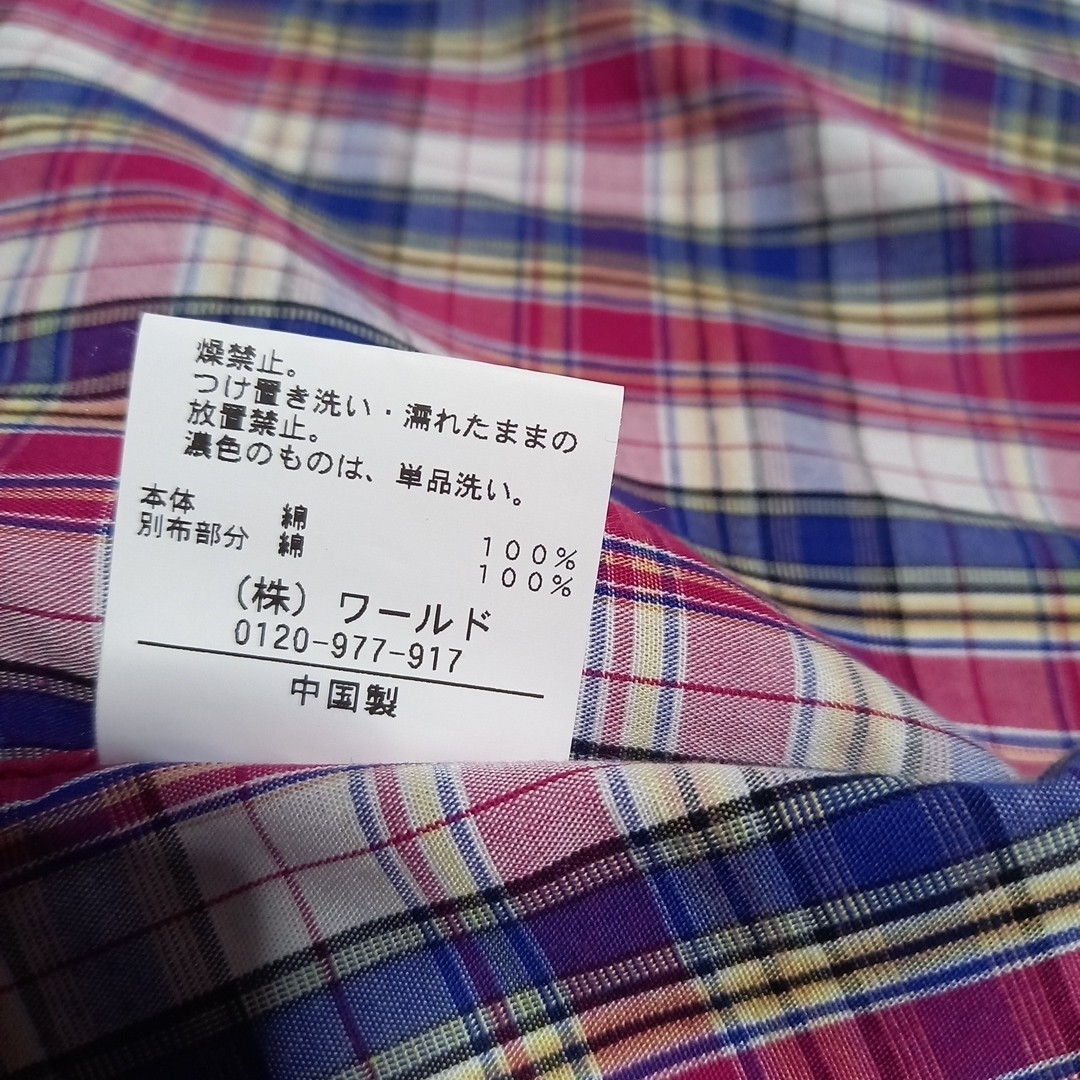 燥禁止。
つけ置き洗い・濡れたままの
放置禁止。
濃色のものは、単品洗い。
本体 綿 100%
別布部分 綿 100%
(株) ワールド
0120-977-917
中国製